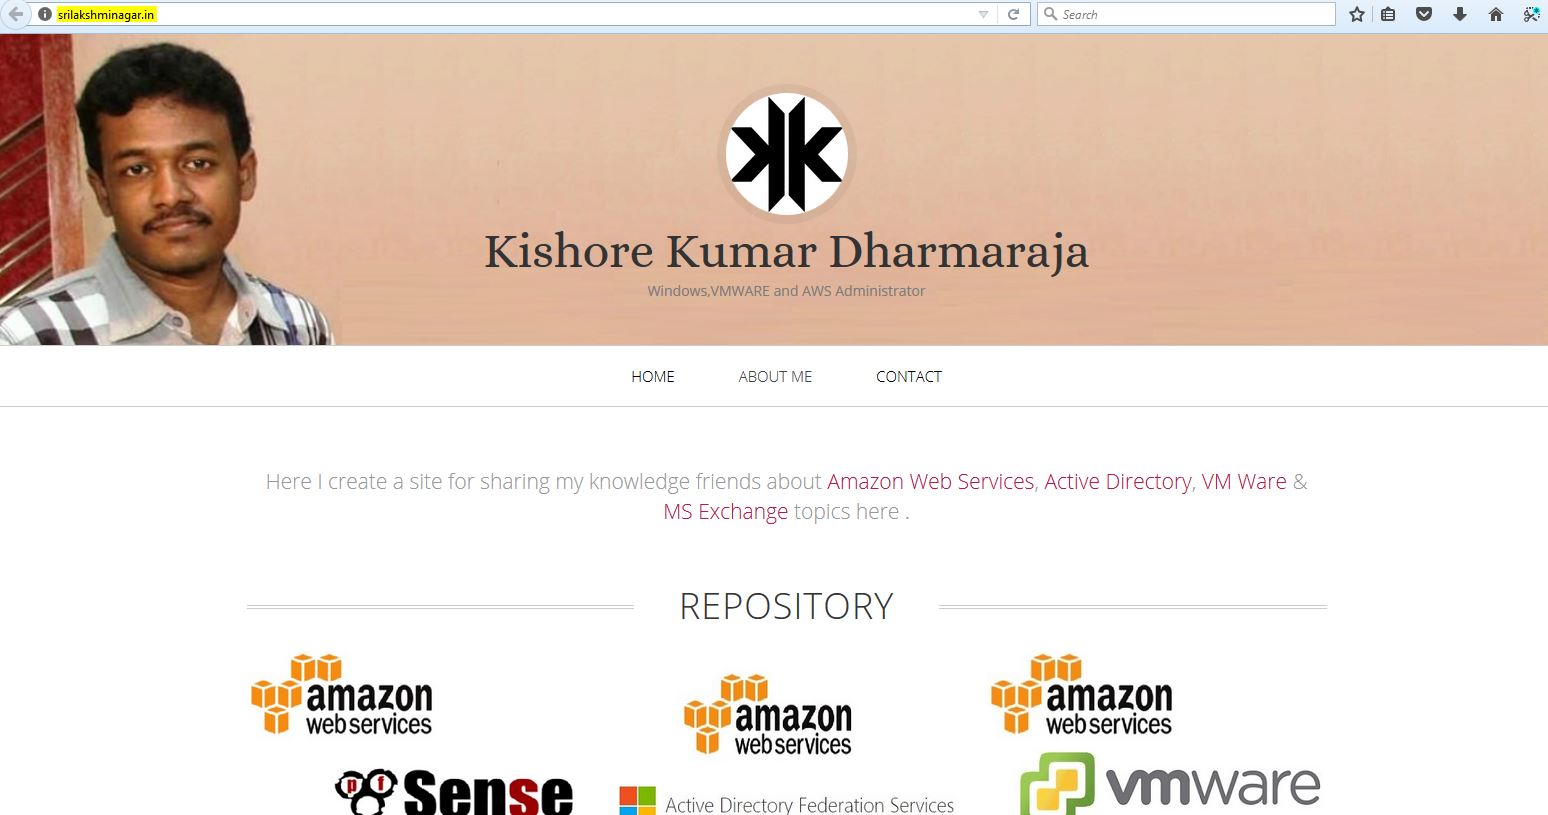 srilakshminagar.in
Search
Kishore Kumar Dharmaraja
Windows,VMWARE and AWS Administrator
HOME ABOUT ME CONTACT
Here I create a site for sharing my knowledge friends about Amazon Web Services, Active Directory, VM Ware &
MS Exchange topics here .
REPOSITORY
amazon
web services
amazon
web services
amazon
web services
pf Sense
Active Directory Federation Services
vmware